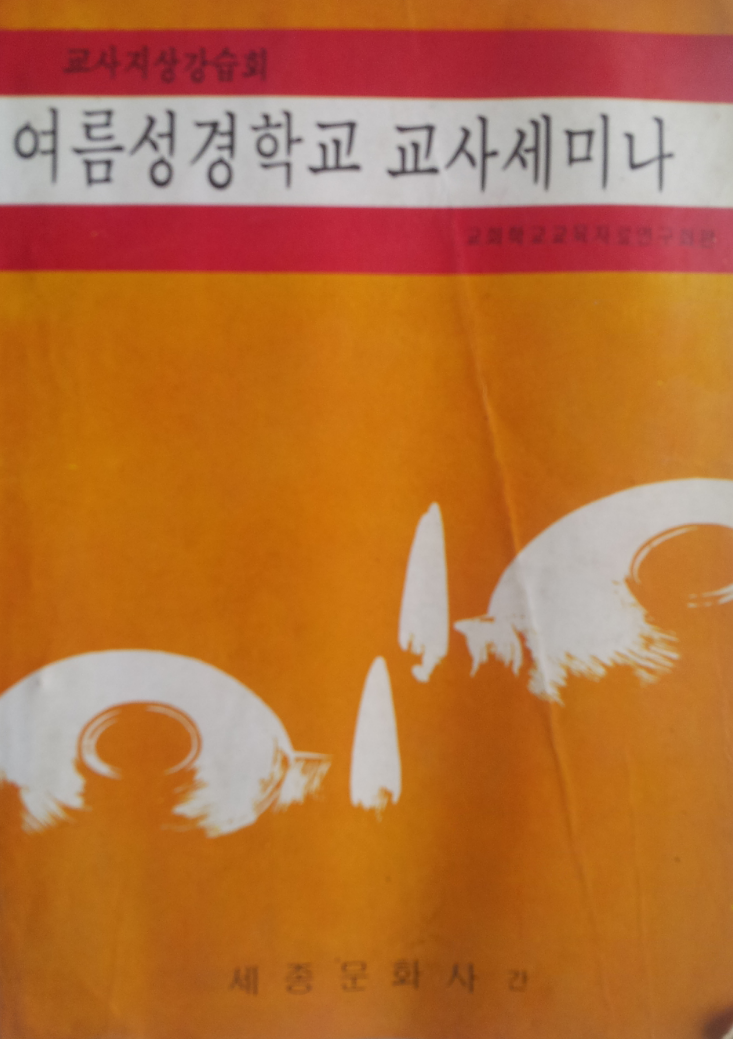 교사지상강습회
여름성경학교 교사세미나
교회학교교육자료연구회편
세종문화사 간